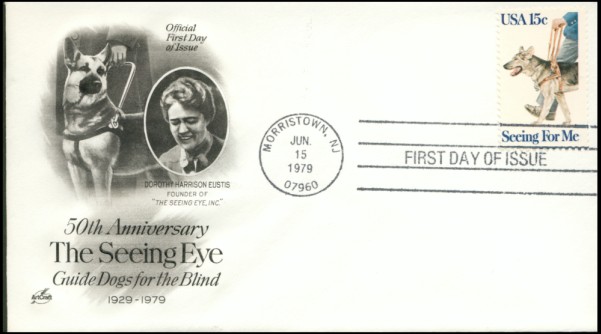 Official
First Day
of Issue
DOROTHY HARRISON EUSTIS
FOUNDER OF
"THE SEEING EYE, INC."
50th Anniversary
The Seeing Eye
Guide Dogs for the Blind
1929-1979
ArtCraft
MORRISTOWN, NJ
JUN.
15
1979
07960
USA 15c
Seeing For Me
FIRST DAY OF ISSUE